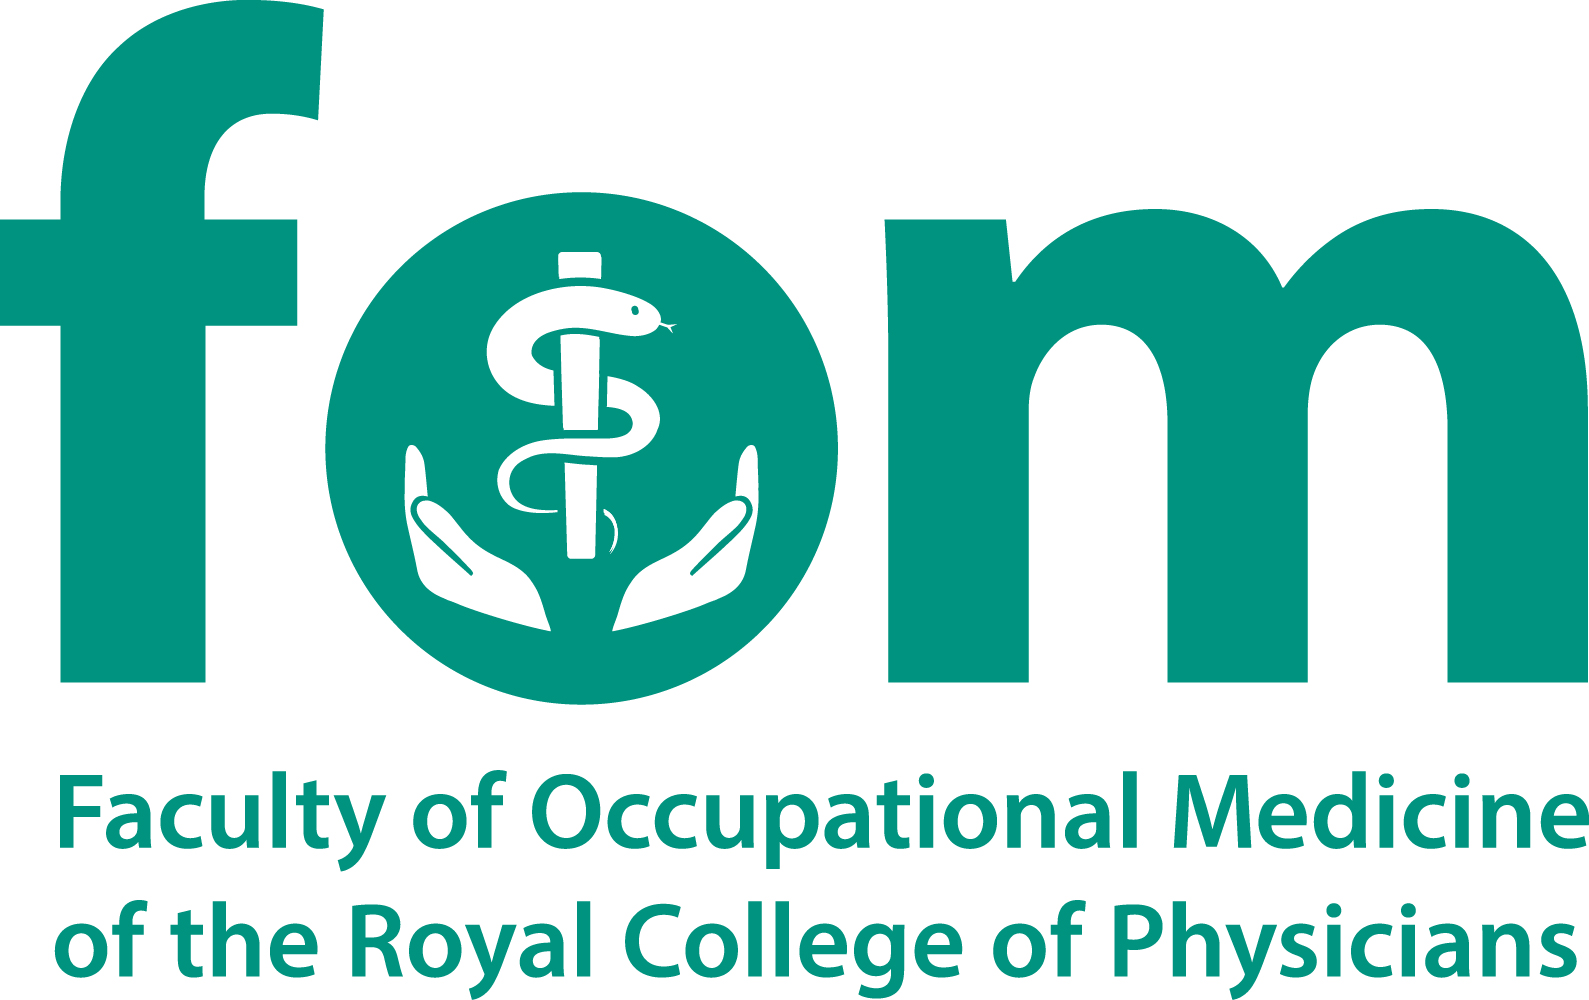 fom
Faculty of Occupational Medicine
of the Royal College of Physicians